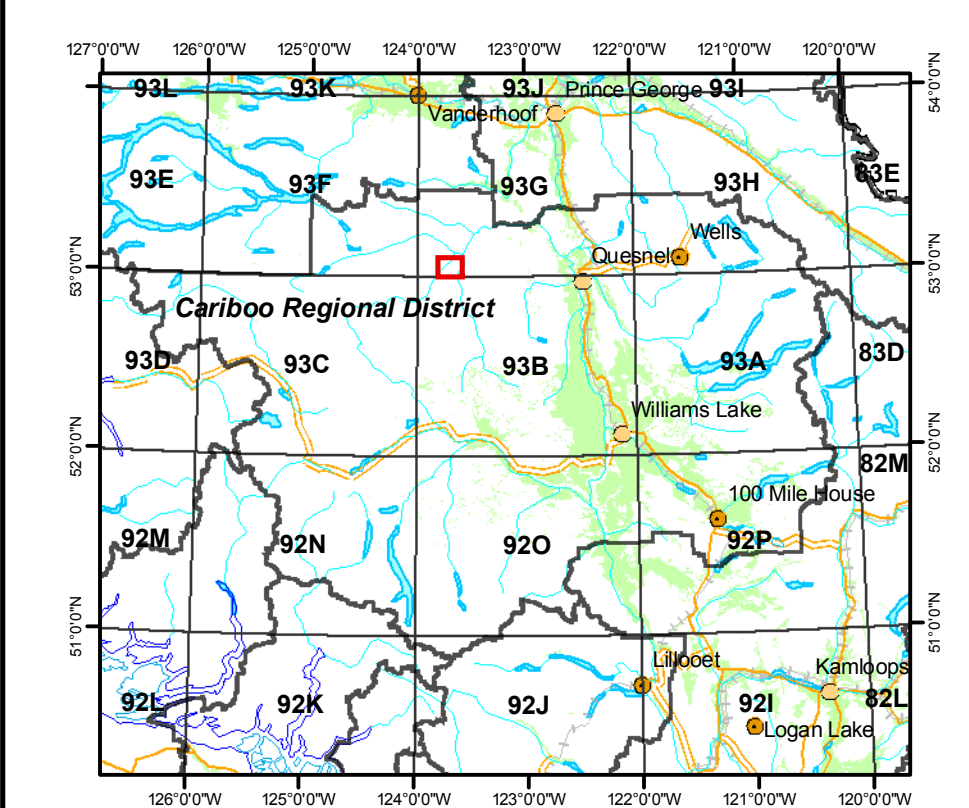 127°0'0"W 126°0'0"W 125°0'0"W 124°0'0"W 123°0'0"W 122°0'0"W 121°0'0"W 120°0'0"W
54°0'0"N
93L 93K 93J Prince George 93I
Vanderhoof
93E 93F 93G 93H 83E
Wells
Quesnel
53°0'0"N 53°0'0"N
Cariboo Regional District
93D 93C 93B 93A 83D
Williams Lake
52°0'0"N 52°0'0"N
82M
100 Mile House
92M 92N 92O 92P
51°0'0"N 51°0'0"N
Lillooet Kamloops
92L 92K 92J 92I 82L
Logan Lake
126°0'0"W 125°0'0"W 124°0'0"W 123°0'0"W 122°0'0"W 121°0'0"W 120°0'0"W